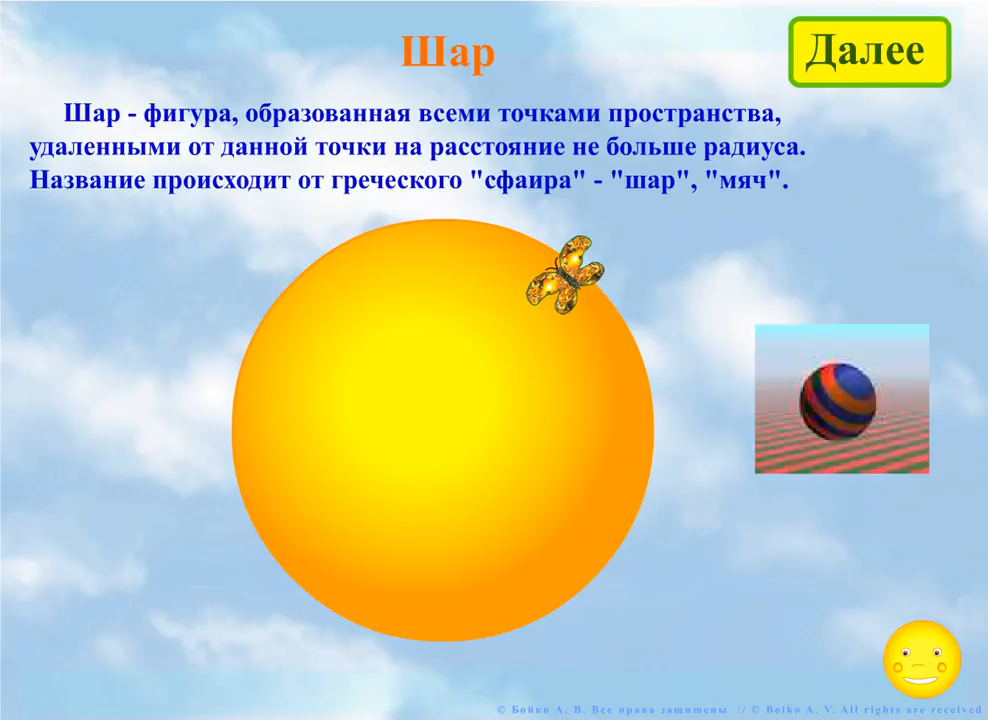 Шар
Далее
Шар - фигура, образованная всеми точками пространства,
удаленными от данной точки на расстояние не больше радиуса.
Название происходит от греческого "сфаира" - "шар", "мяч".
© Бойко А. В. Все права защищены // © Boiko A. V. All rights are received